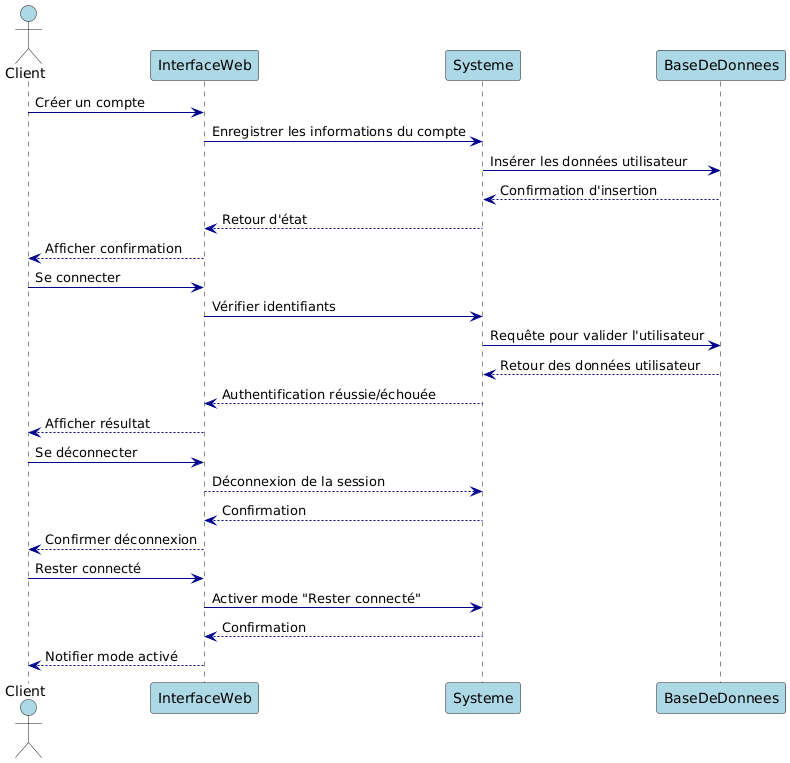 Client
InterfaceWeb
Systeme
BaseDeDonnees
Créer un compte
Enregistrer les informations du compte
Insérer les données utilisateur
Confirmation d'insertion
Retour d'état
Afficher confirmation
Se connecter
Vérifier identifiants
Requête pour valider l'utilisateur
Retour des données utilisateur
Authentification réussie/échouée
Afficher résultat
Se déconnecter
Déconnexion de la session
Confirmation
Confirmer déconnexion
Rester connecté
Activer mode "Rester connecté"
Confirmation
Notifier mode activé
Client
InterfaceWeb
Systeme
BaseDeDonnees